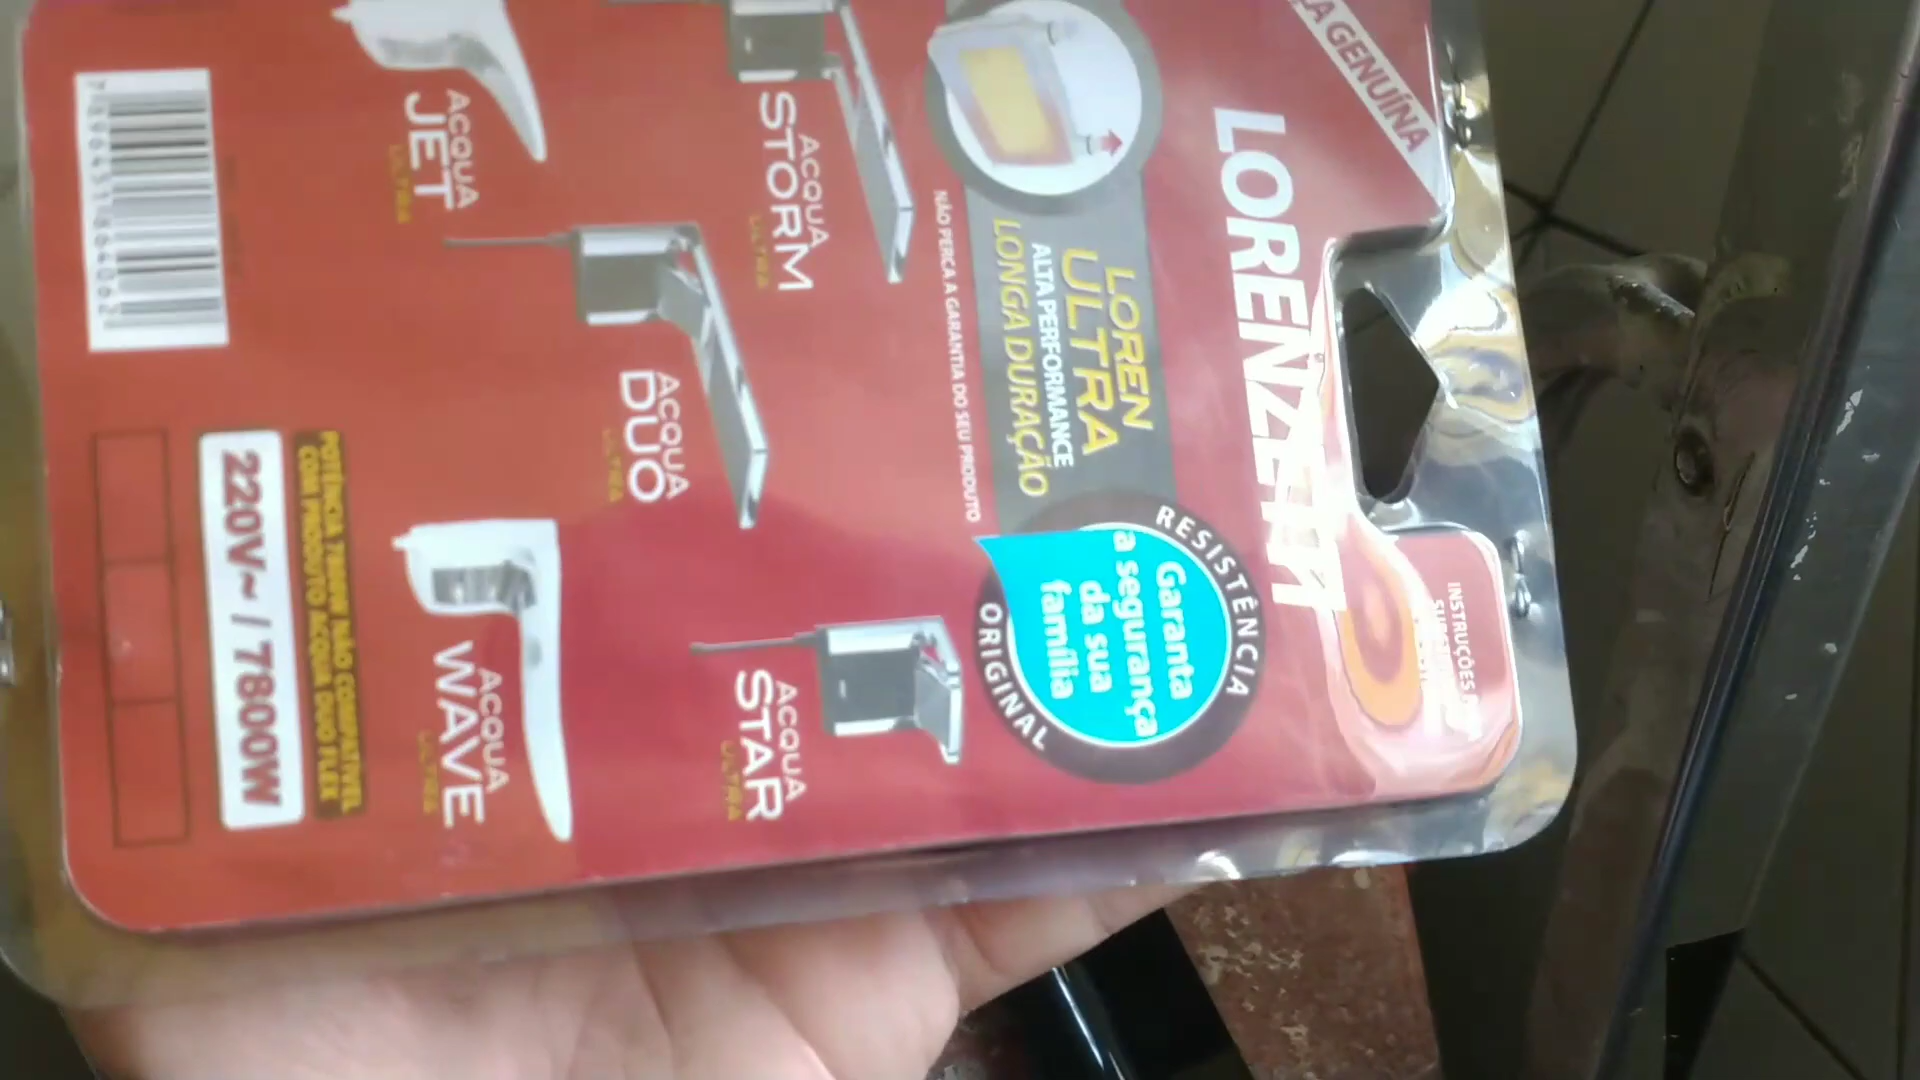 A GENUÍNA
LORENZETTI
INSTRUÇÕES
LOREN
ULTRA
ALTA PERFORMANCE
LONGA DURAÇÃO
NÃO PERCA A GARANTIA DO SEU PRODUTO
RESISTÊNCIA
ORIGINAL
Garanta
a segurança
da sua
família
ACQUA
STORM
ULTRA
ACQUA
STAR
ULTRA
ACQUA
DUO
ULTRA
ACQUA
JET
ULTRA
ACQUA
WAVE
ULTRA
POTÊNCIA 7800W NÃO COMPATÍVEL
COM PRODUTO ACQUA DUO FLEX
220V~ / 7800W